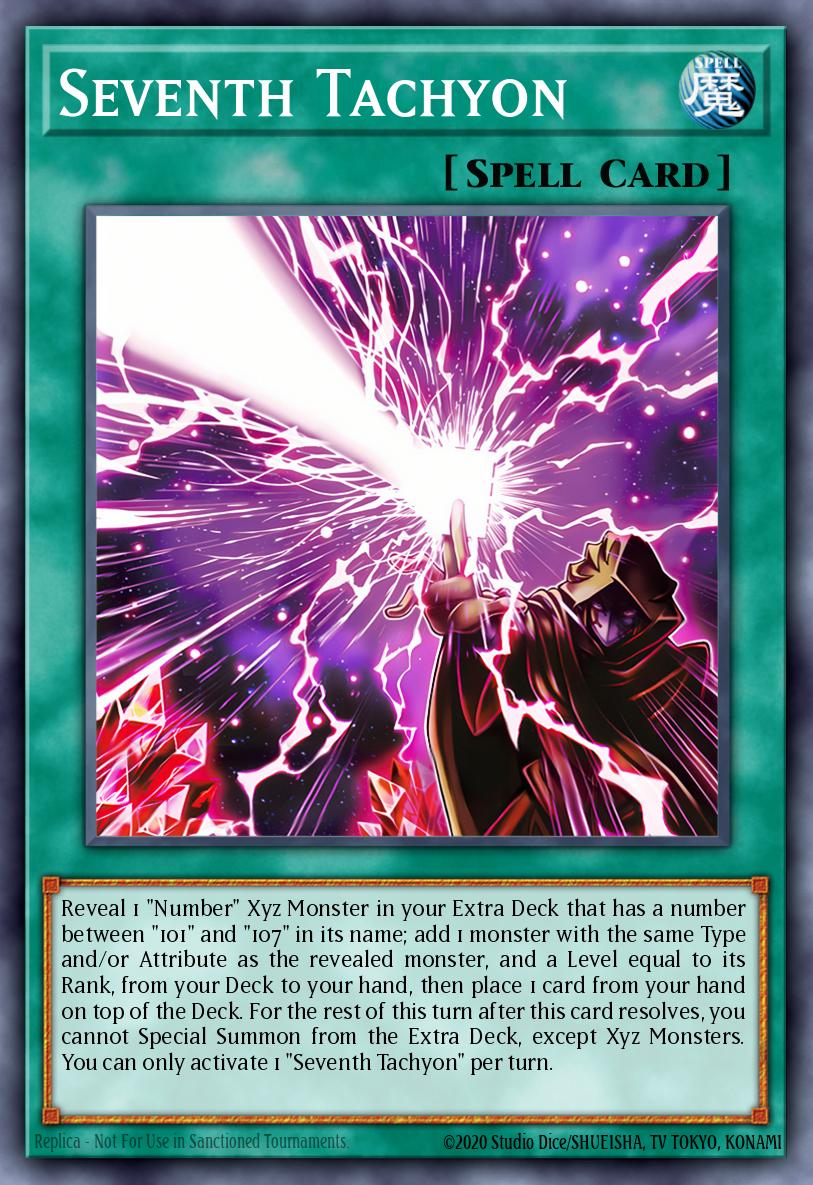 Seventh Tachyon
SPELL
魔
[ Spell Card ]
Reveal 1 "Number" Xyz Monster in your Extra Deck that has a number
between "101" and "107" in its name; add 1 monster with the same Type
and/or Attribute as the revealed monster, and a Level equal to its
Rank, from your Deck to your hand, then place 1 card from your hand
on top of the Deck. For the rest of this turn after this card resolves, you
cannot Special Summon from the Extra Deck, except Xyz Monsters.
You can only activate 1 "Seventh Tachyon" per turn.
Replica - Not For Use in Sanctioned Tournaments.
©2020 Studio Dice/SHUEISHA, TV TOKYO, KONAMI